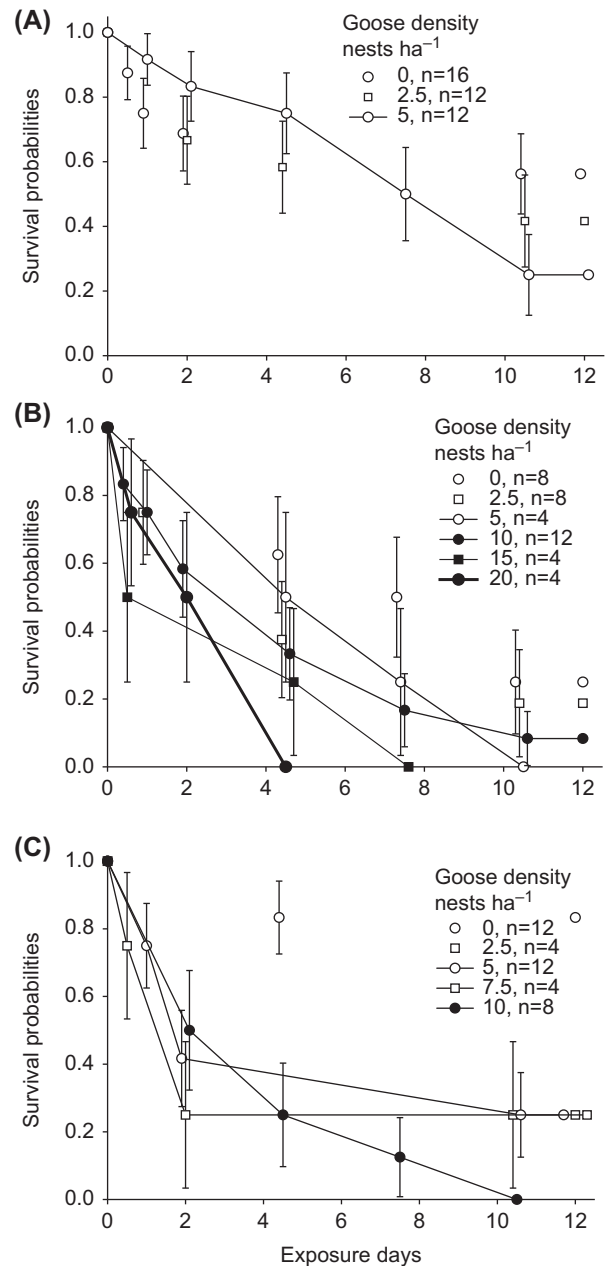 (A)
Goose density
nests ha⁻¹
0, n=16
2.5, n=12
5, n=12
Survival probabilities
1.0
0.8
0.6
0.4
0.2
0.0
0 2 4 6 8 10 12
(B)
Goose density
nests ha⁻¹
0, n=8
2.5, n=8
5, n=4
10, n=12
15, n=4
20, n=4
Survival probabilities
1.0
0.8
0.6
0.4
0.2
0.0
0 2 4 6 8 10 12
(C)
Goose density
nests ha⁻¹
0, n=12
2.5, n=4
5, n=12
7.5, n=4
10, n=8
Survival probabilities
1.0
0.8
0.6
0.4
0.2
0.0
0 2 4 6 8 10 12
Exposure days